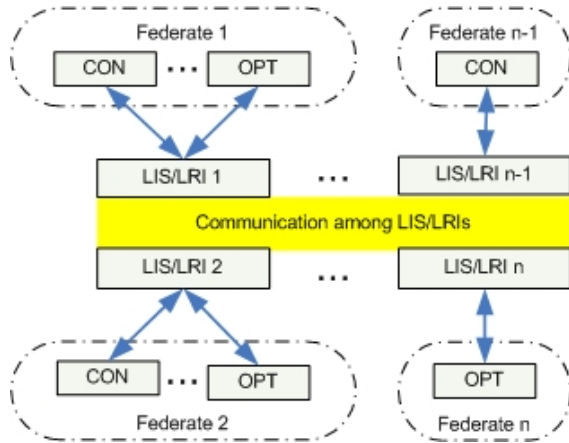 Federate 1
CON ... OPT
Federate n-1
CON
LIS/LRI 1 ... LIS/LRI n-1
Communication among LIS/LRIs
LIS/LRI 2 ... LIS/LRI n
CON ... OPT
Federate 2
OPT
Federate n